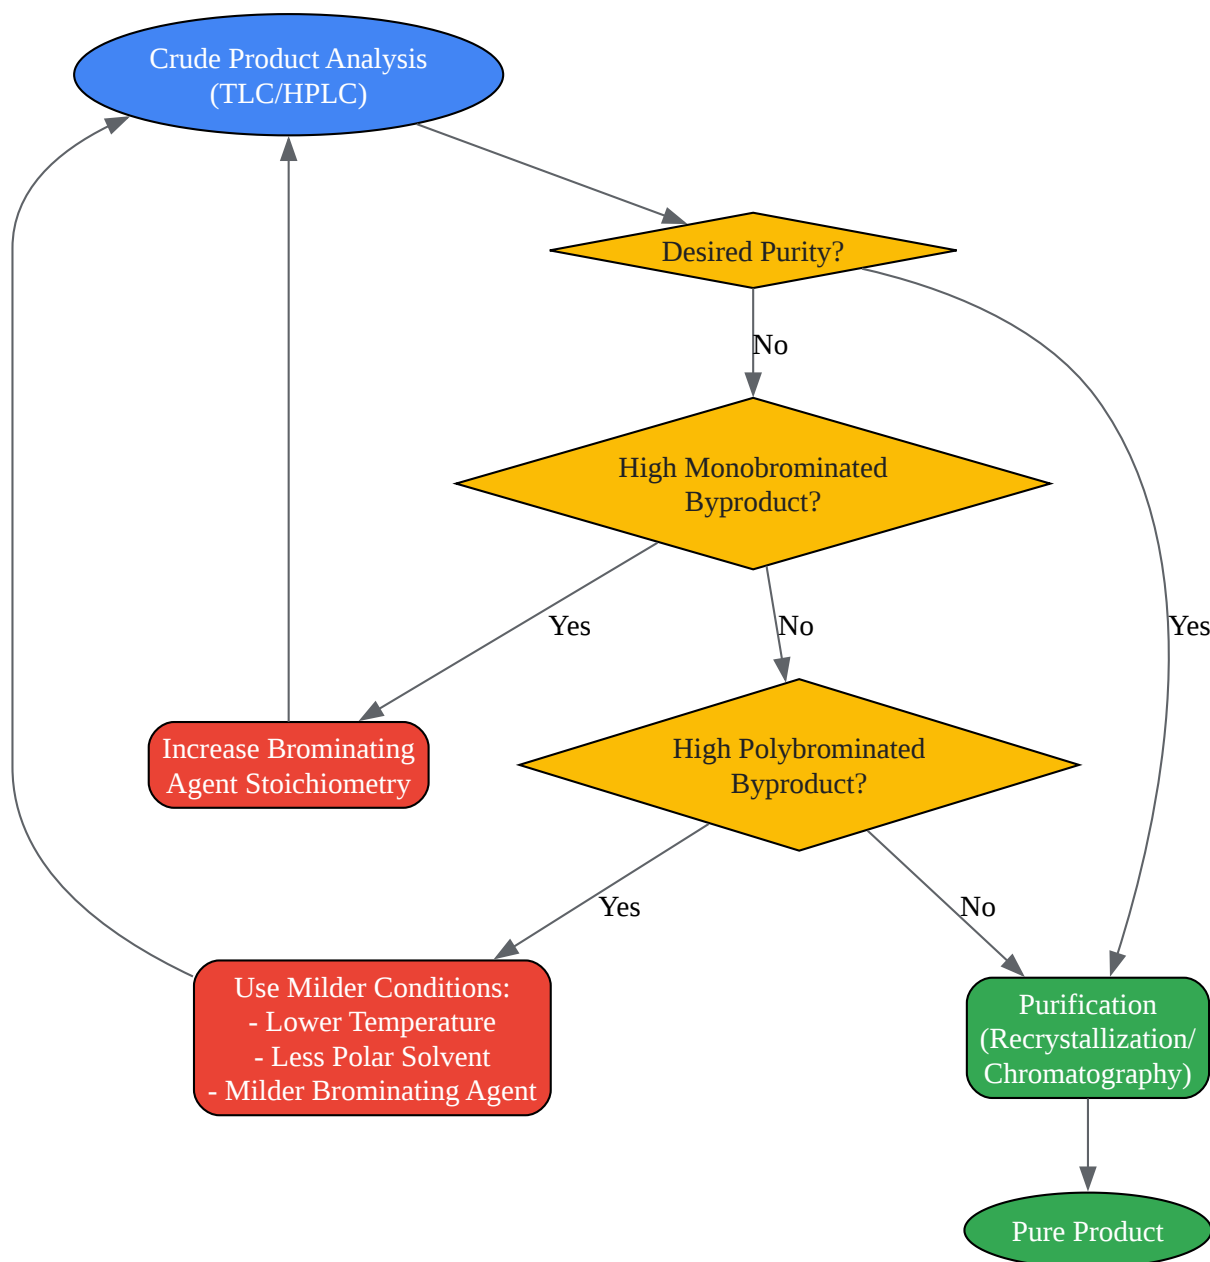 Crude Product Analysis
(TLC/HPLC)
Desired Purity?
No
High Monobrominated
Byproduct?
Yes
No
Yes
Increase Brominating
Agent Stoichiometry
High Polybrominated
Byproduct?
Yes
No
Use Milder Conditions:
- Lower Temperature
- Less Polar Solvent
- Milder Brominating Agent
Purification
(Recrystallization/
Chromatography)
Pure Product